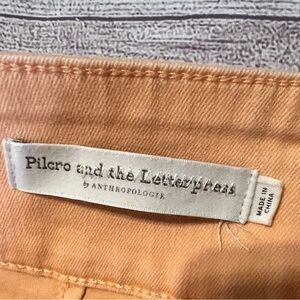 Pilcro and the Letterpress
by ANTHROPOLOGIE
MADE IN
CHINA